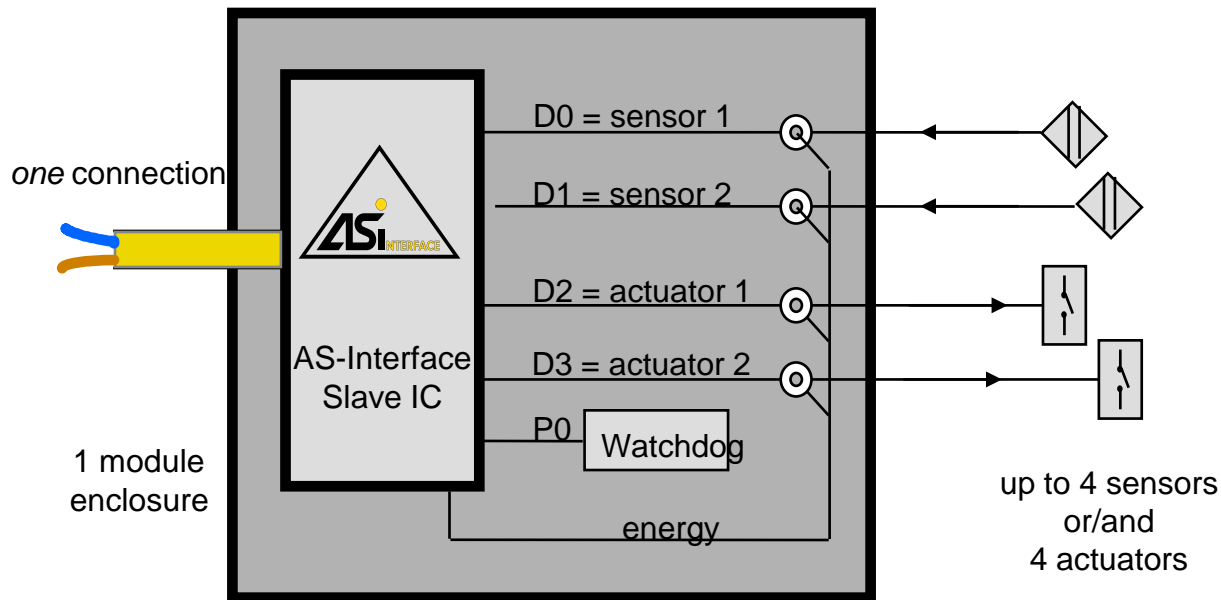 D0 = sensor 1
one connection
D1 = sensor 2
ASi
NTERFACE
D2 = actuator 1
AS-Interface
Slave IC
D3 = actuator 2
P0
Watchdog
1 module
enclosure
energy
up to 4 sensors
or/and
4 actuators